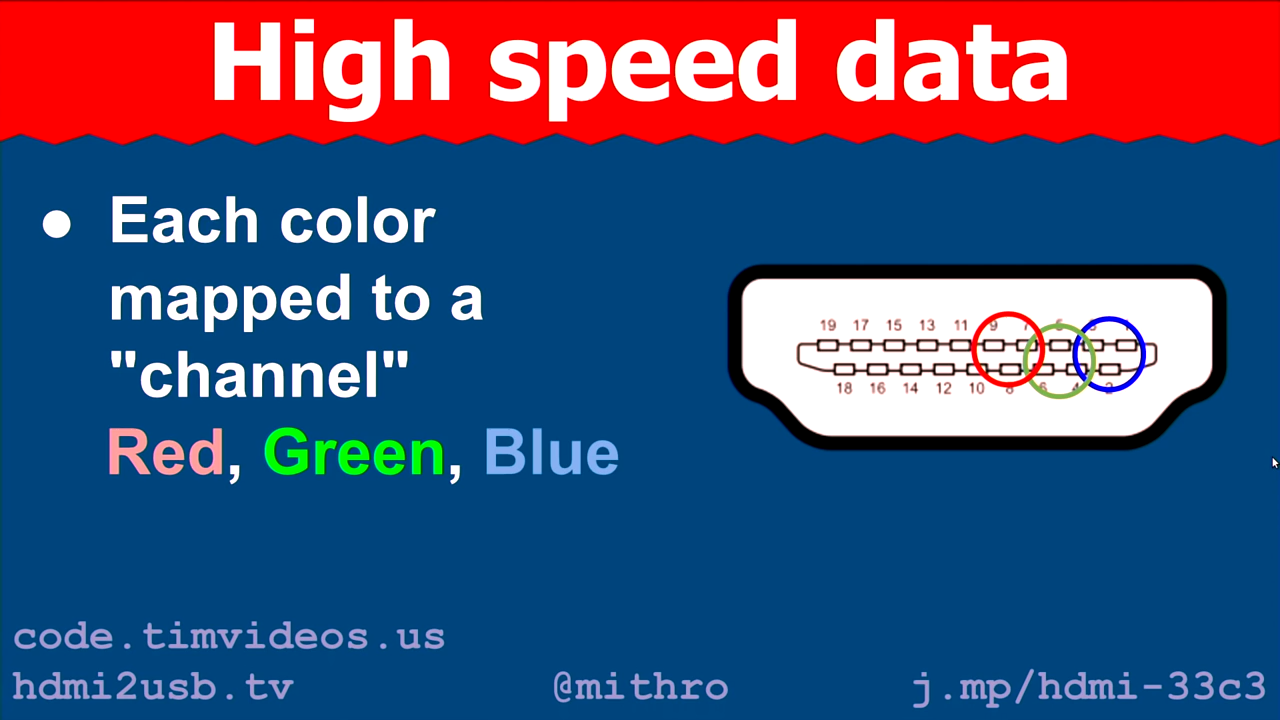 High speed data
● Each color
mapped to a
"channel"
Red, Green, Blue
19 17 15 13 11 9 7 5 3 1
18 16 14 12 10 8 6 4 2
code.timvideos.us
hdmi2usb.tv @mithro j.mp/hdmi-33c3